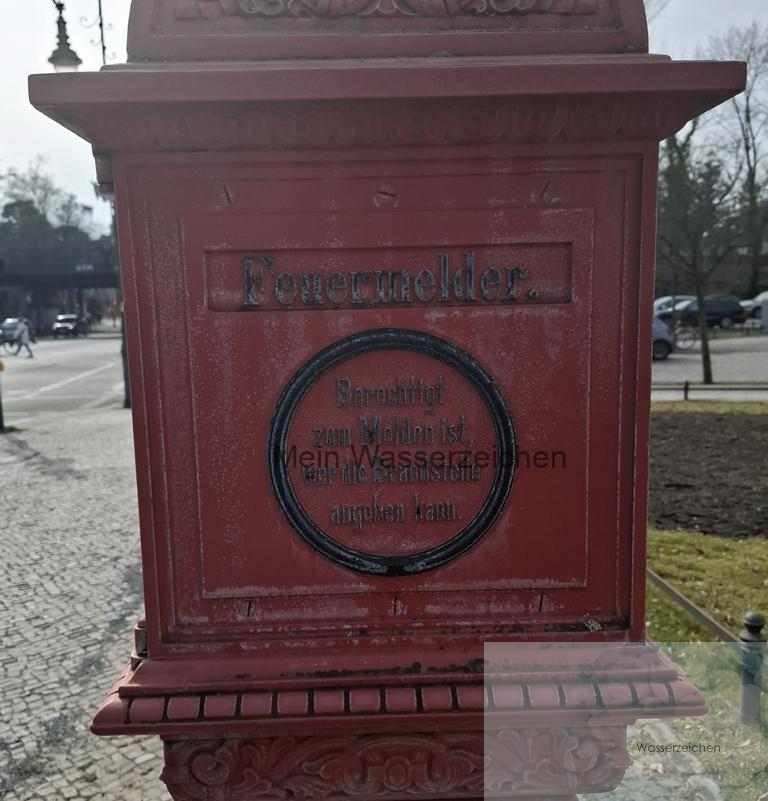 Feuermelder.
Berechtigt
zum Melden ist,
wer die Brandstelle
angeben kann.
Mein Wasserzeichen
Wasserzeichen